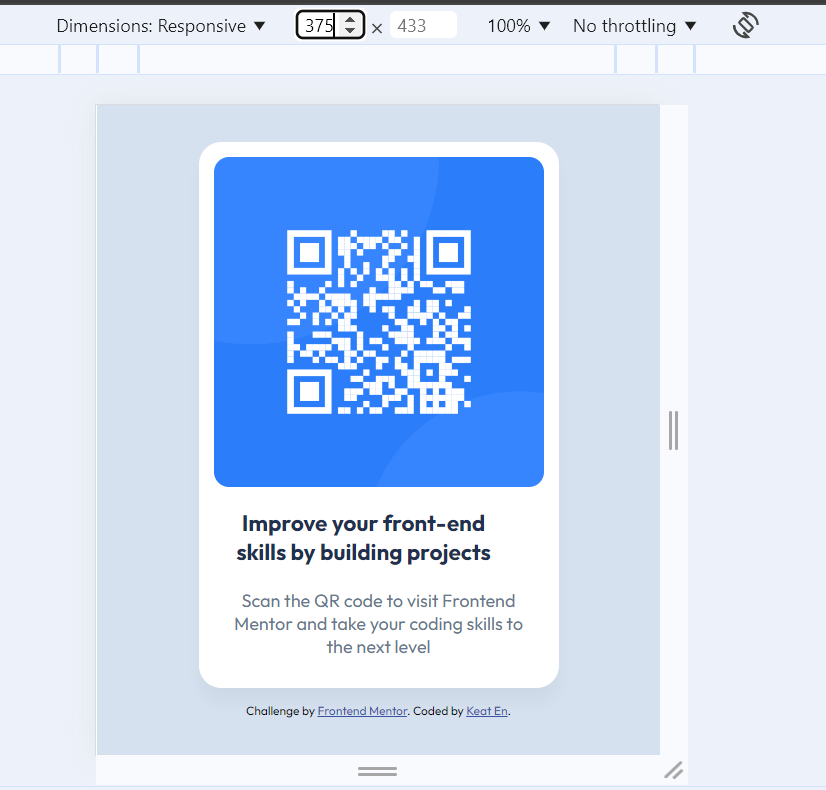 Dimensions: Responsive ▼ 375 × 433 100% ▼ No throttling ▼
Improve your front-end
skills by building projects
Scan the QR code to visit Frontend
Mentor and take your coding skills to
the next level
Challenge by Frontend Mentor. Coded by Keat En.